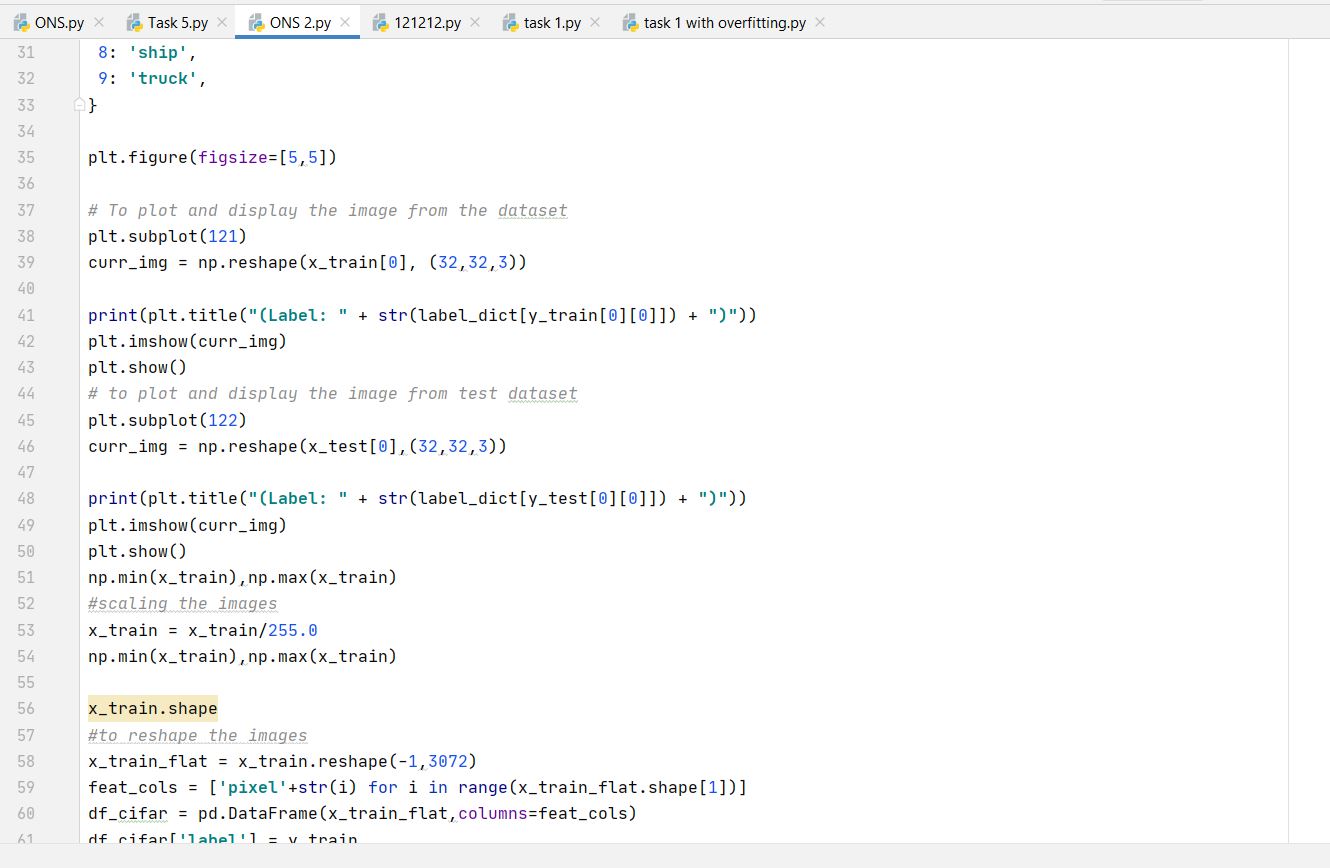 ONS.py Task 5.py ONS 2.py 121212.py task 1.py task 1 with overfitting.py
31 8: 'ship',
32 9: 'truck',
33 }
34
35 plt.figure(figsize=[5,5])
36
37 # To plot and display the image from the dataset
38 plt.subplot(121)
39 curr_img = np.reshape(x_train[0], (32,32,3))
40
41 print(plt.title("(Label: " + str(label_dict[y_train[0][0]]) + ")"))
42 plt.imshow(curr_img)
43 plt.show()
44 # to plot and display the image from test dataset
45 plt.subplot(122)
46 curr_img = np.reshape(x_test[0],(32,32,3))
47
48 print(plt.title("(Label: " + str(label_dict[y_test[0][0]]) + ")"))
49 plt.imshow(curr_img)
50 plt.show()
51 np.min(x_train),np.max(x_train)
52 #scaling the images
53 x_train = x_train/255.0
54 np.min(x_train),np.max(x_train)
55
56 x_train.shape
57 #to reshape the images
58 x_train_flat = x_train.reshape(-1,3072)
59 feat_cols = ['pixel'+str(i) for i in range(x_train_flat.shape[1])]
60 df_cifar = pd.DataFrame(x_train_flat,columns=feat_cols)
61 df_cifar['label'] = y_train